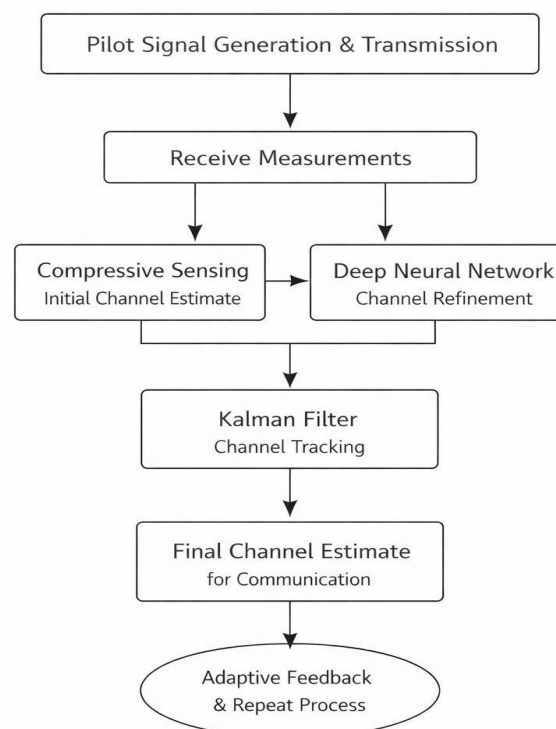 Pilot Signal Generation & Transmission
Receive Measurements
Compressive Sensing
Initial Channel Estimate
Deep Neural Network
Channel Refinement
Kalman Filter
Channel Tracking
Final Channel Estimate
for Communication
Adaptive Feedback
& Repeat Process